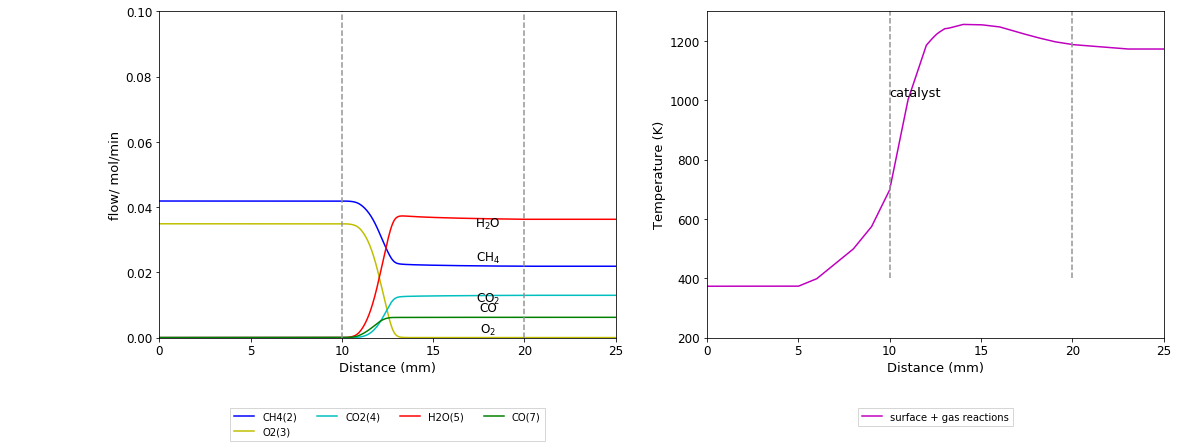 0.10
0.08
0.06
0.04
0.02
0.00
flow/ mol/min
H2O
CH4
CO2
CO
O2
0 5 10 15 20 25
Distance (mm)
CH4(2) CO2(4) H2O(5) CO(7)
O2(3)
1200
1000
800
600
400
200
Temperature (K)
catalyst
0 5 10 15 20 25
Distance (mm)
surface + gas reactions